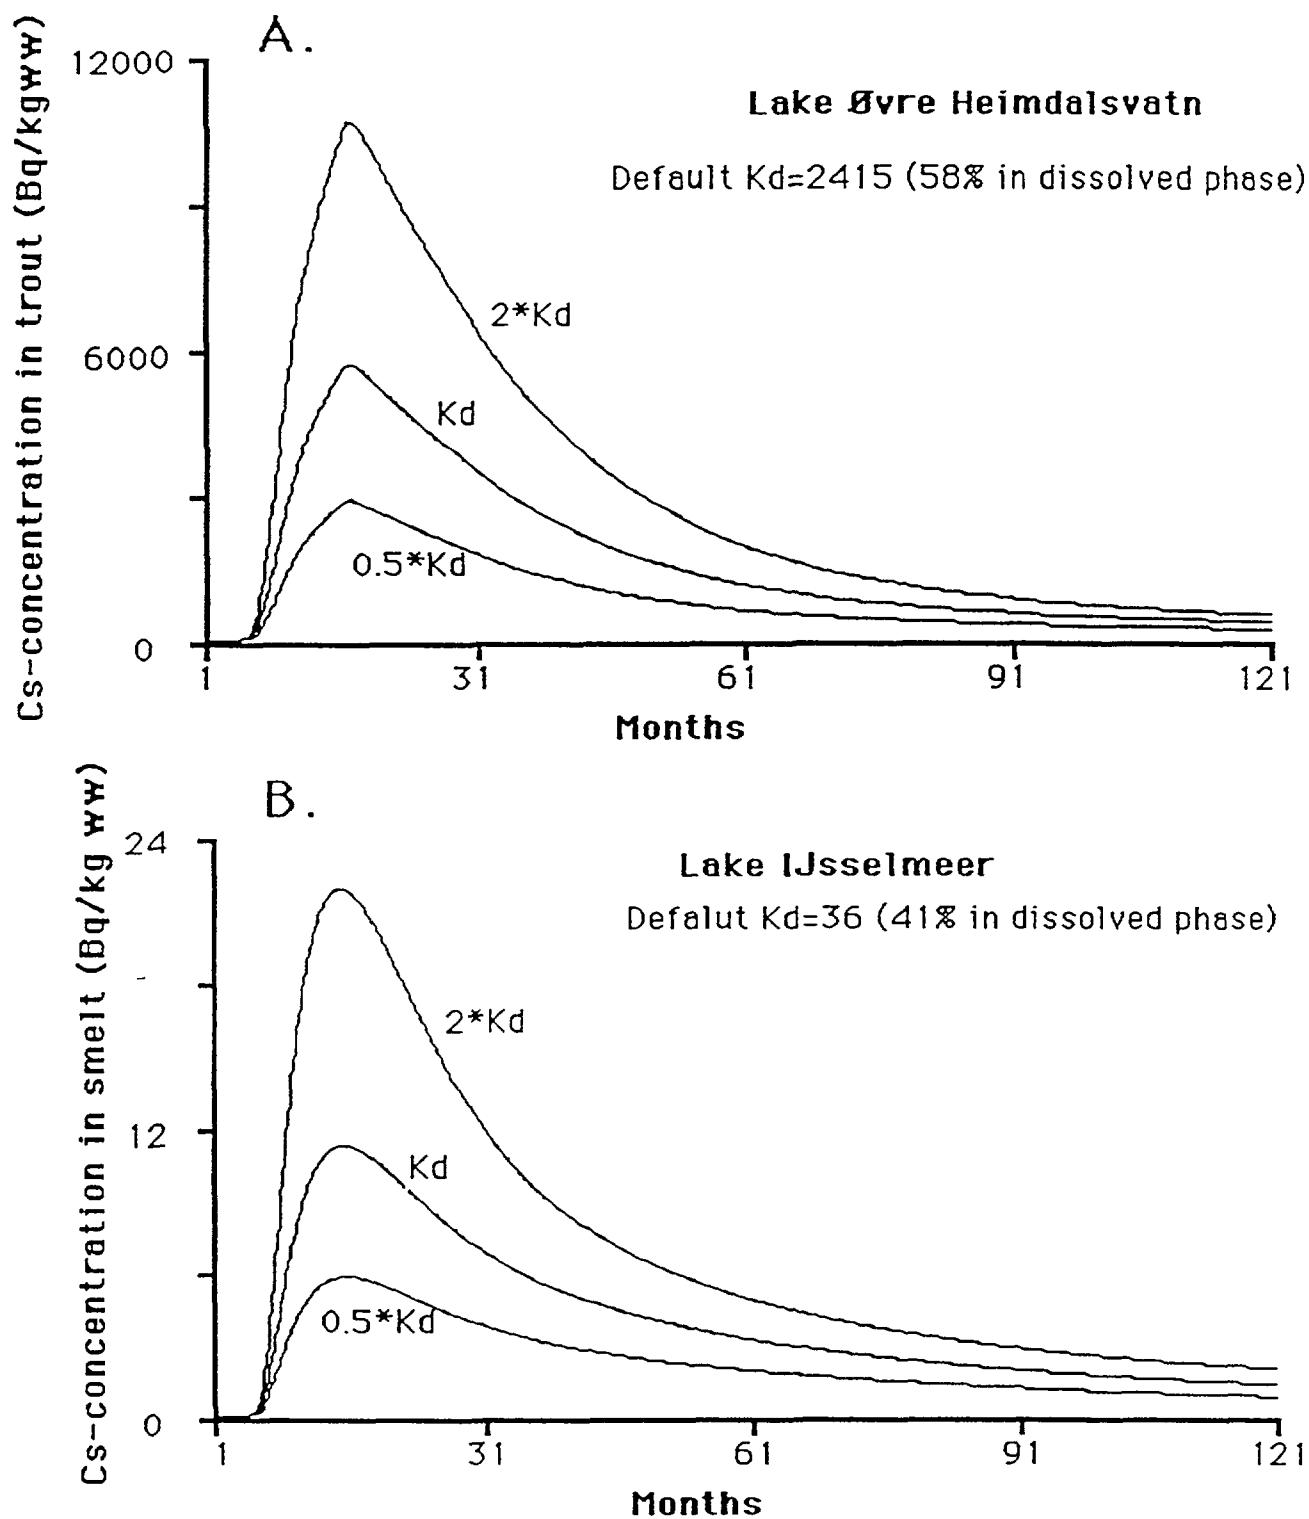 A.
Cs-concentration in trout (Bq/kgww)
12000
6000
0
Lake Øvre Heimdalsvatn
Default Kd=2415 (58% in dissolved phase)
2*Kd
Kd
0.5*Kd
1 31 61 91 121
Months
B.
Cs-concentration in smelt (Bq/kg ww)
24
12
0
Lake IJsselmeer
Defalut Kd=36 (41% in dissolved phase)
2*Kd
Kd
0.5*Kd
1 31 61 91 121
Months